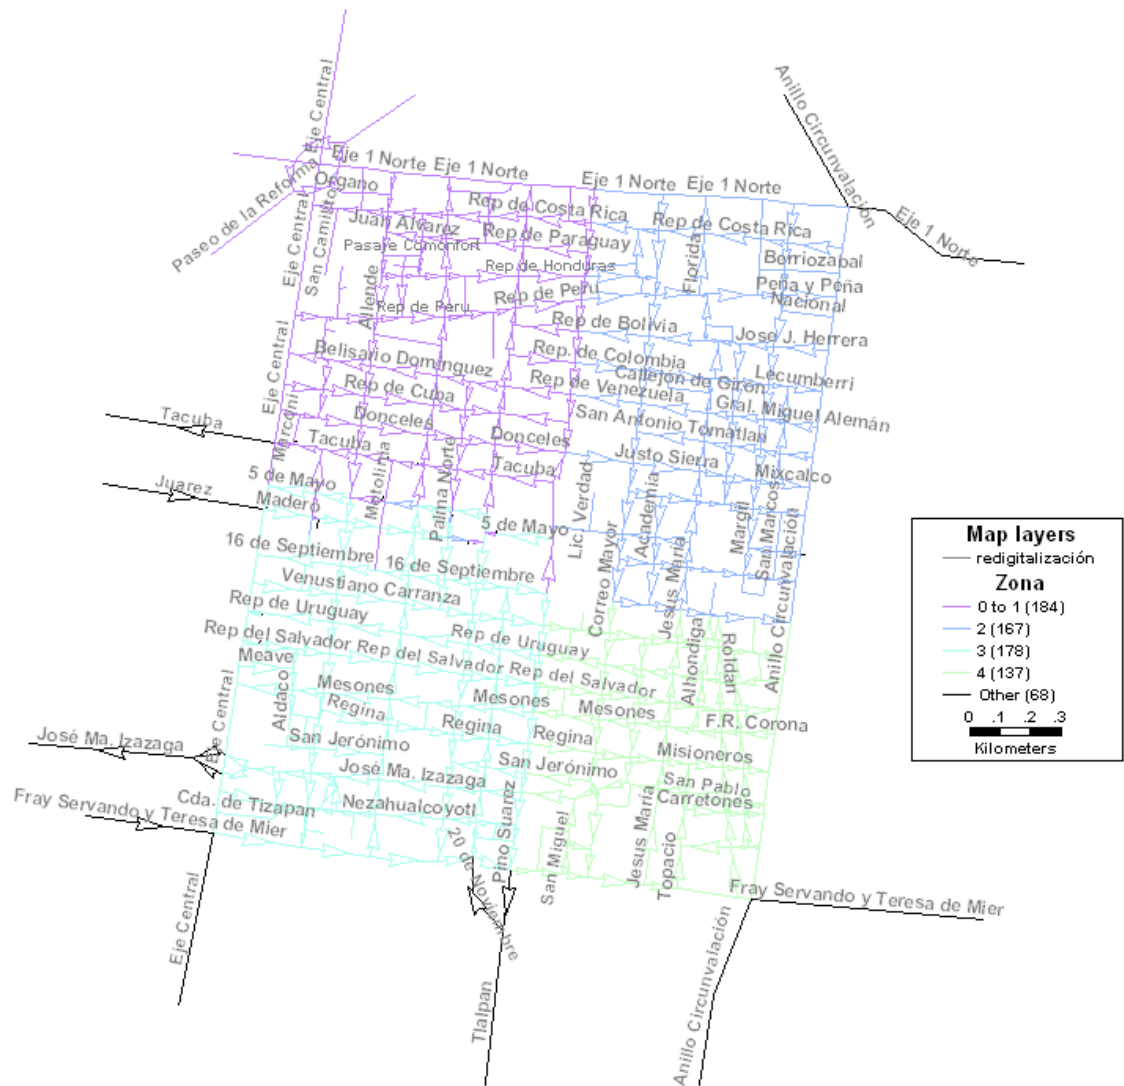 Eje Central
Anillo Circunvalación
Eje 1 Norte
Eje 1 Norte
Eje 1 Norte
Eje 1 Norte
Paseo de la Reforma
Organo
Rep de Costa Rica
Rep de Costa Rica
Eje 1 Norte
Eje Central
San Camilito
Juan Alvarez
Rep de Paraguay
Pasaje Comonfort
Florida
Berriozabal
Rep de Honduras
Peña y Peña
Allende
Rep de Peru
Rep de Peru
Nacional
Rep de Bolivia
Jose J. Herrera
Belisario Domínguez
Rep. de Colombia
Lecumberri
Eje Central
Callejon de Giron
Rep de Cuba
Rep de Venezuela
Gral. Miguel Alemán
Tacuba
Donceles
San Antonio Tomatlan
Marconi
Tacuba
Donceles
Justo Sierra
Mixcalco
Tacuba
Juarez
5 de Mayo
Motolinia
Palma Norte
Lic. Verdad
Academia
Margil
San Marcos
Madero
5 de Mayo
Correo Mayor
Jesus María
Anillo Circunvalación
16 de Septiembre
16 de Septiembre
Venustiano Carranza
Rep de Uruguay
Rep de Uruguay
Alhondiga
Roldan
Rep del Salvador
Rep del Salvador
Rep del Salvador
Meave
Aldaco
Mesones
Mesones
Mesones
F.R. Corona
Eje Central
Regina
Regina
Regina
José Ma. Izazaga
San Jerónimo
San Jerónimo
Misioneros
José Ma. Izazaga
San Pablo
Carretones
Fray Servando y Teresa de Mier
Cda. de Tizapan
Nezahualcoyotl
Pino Suarez
San Miguel
Jesus María
Topacio
20 de Noviembre
Eje Central
Fray Servando y Teresa de Mier
Tlalpan
Anillo Circunvalación
Map layers
redigitalización
Zona
0 to 1 (184)
2 (167)
3 (178)
4 (137)
Other (68)
0 .1 .2 .3
Kilometers